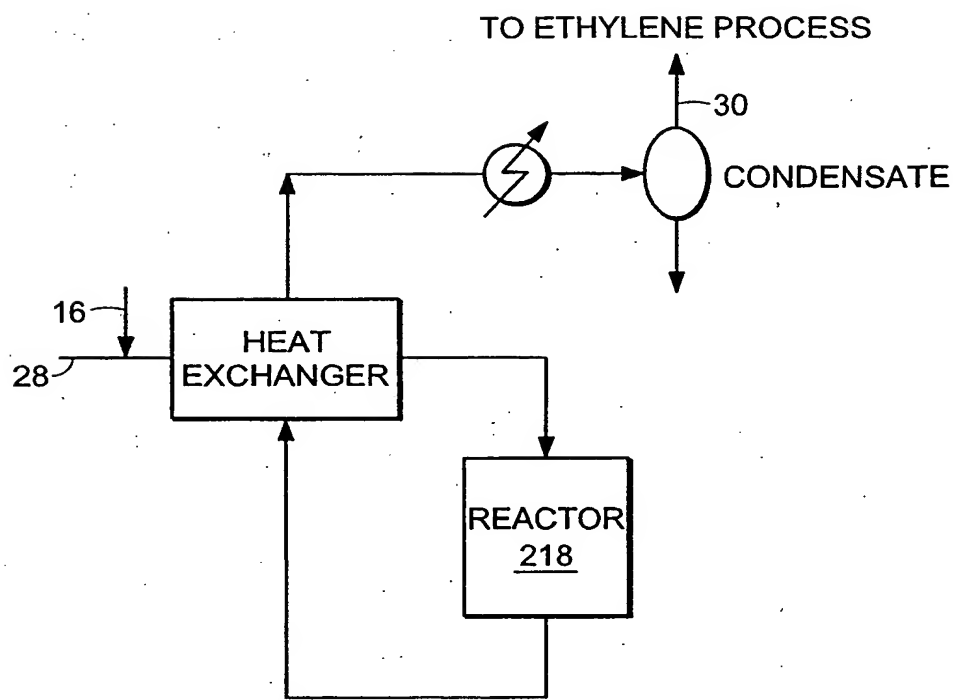 TO ETHYLENE PROCESS
30
CONDENSATE
16
28
HEAT
EXCHANGER
REACTOR
218